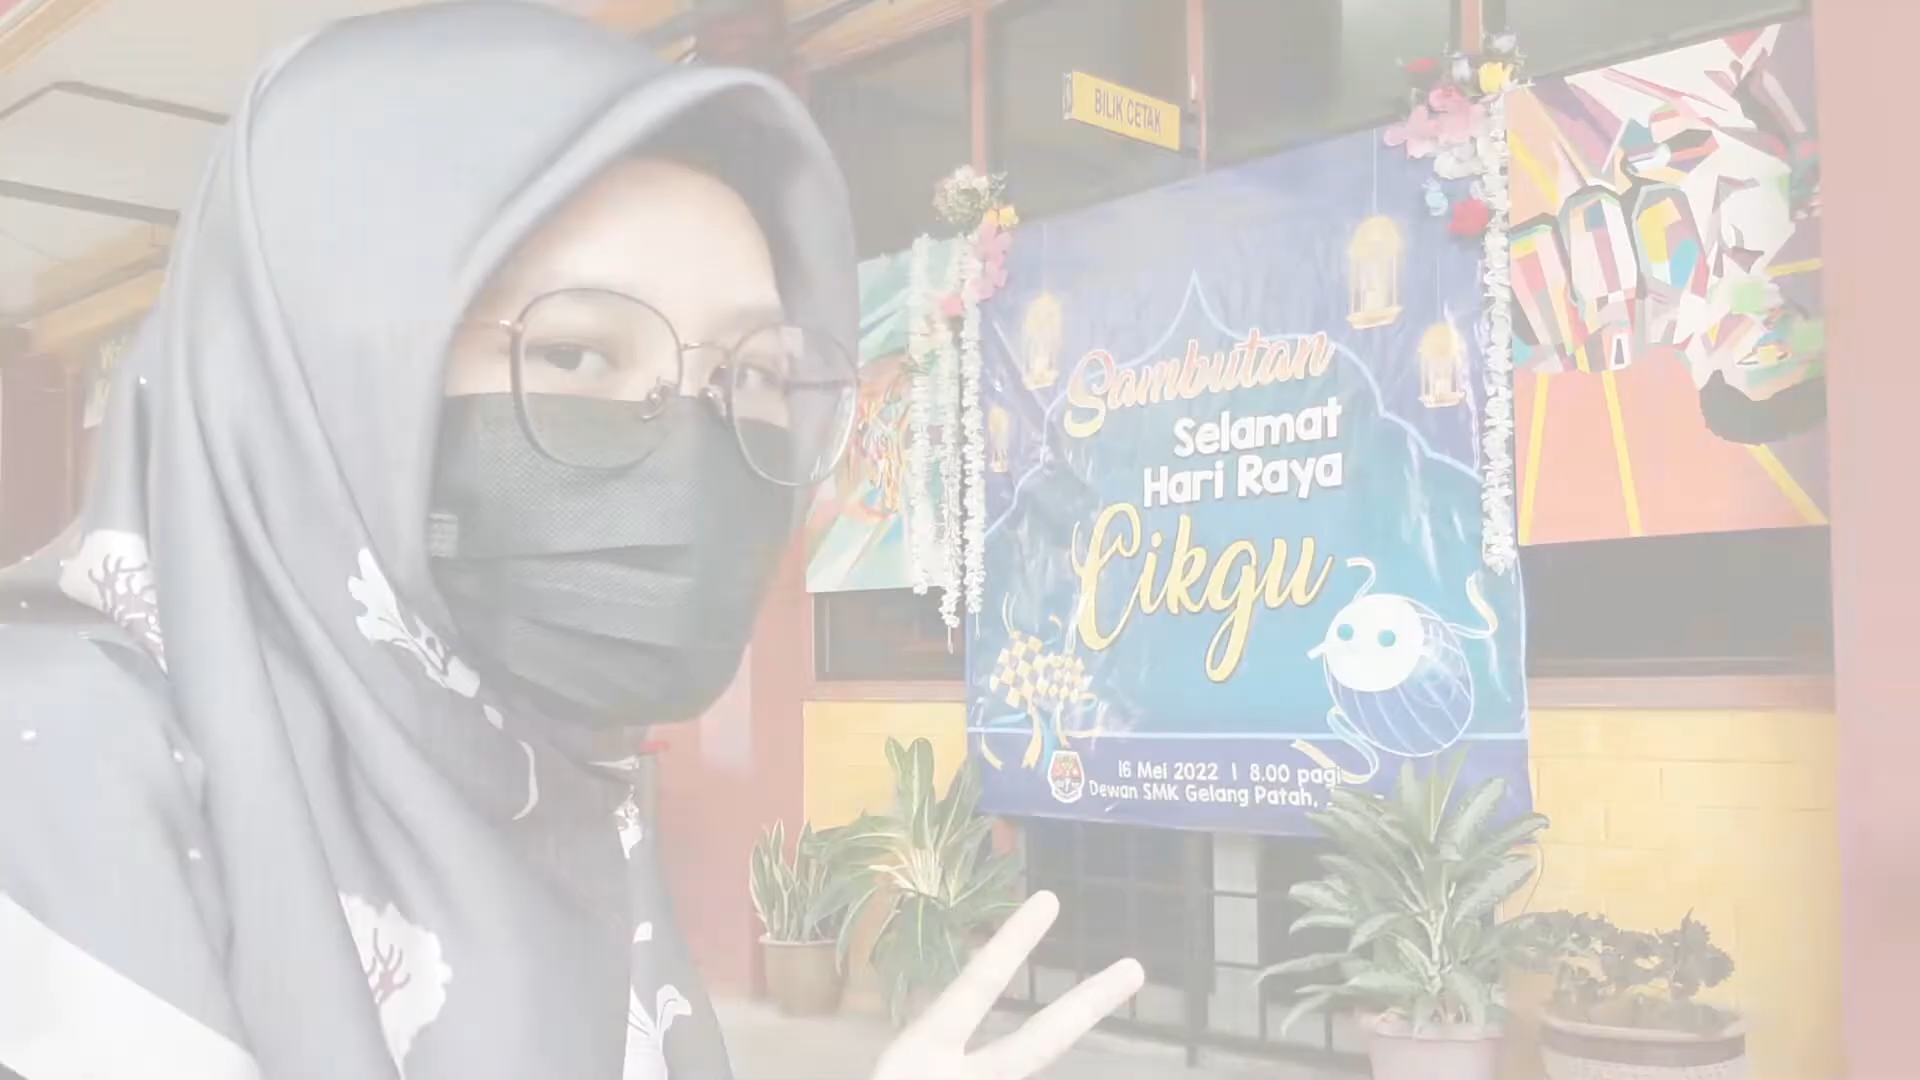 BILIK CETAK
Sambutan
Selamat
Hari Raya
Cikgu
16 Mei 2022 | 8.00 pagi
Dewan SMK Gelang Patah,